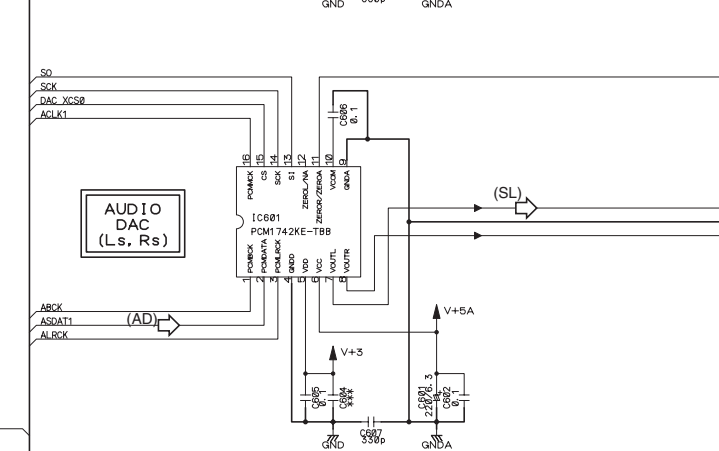 GND
330p
GNDA
SO
SCK
DAC XCS0
ACLK1
C606
0.1
16
15
14
13
12
11
10
9
PCMMCK
CS
SCK
SI
ZEROL/NA
ZEROR/ZEROA
VCOM
GNDA
AUDIO
DAC
(Ls, Rs)
IC601
PCM1742KE-TBB
(SL)
PCMBCK
PCMDATA
PCMLRCK
GNDD
VDD
VCC
VOUTL
VOUTR
1
2
3
4
5
6
7
8
ABCK
ASDAT1
(AD)
ALRCK
V+5A
V+3
C605
0.1
C604
***
C601
220/6.3
C602
0.1
C607
330p
GND
GNDA